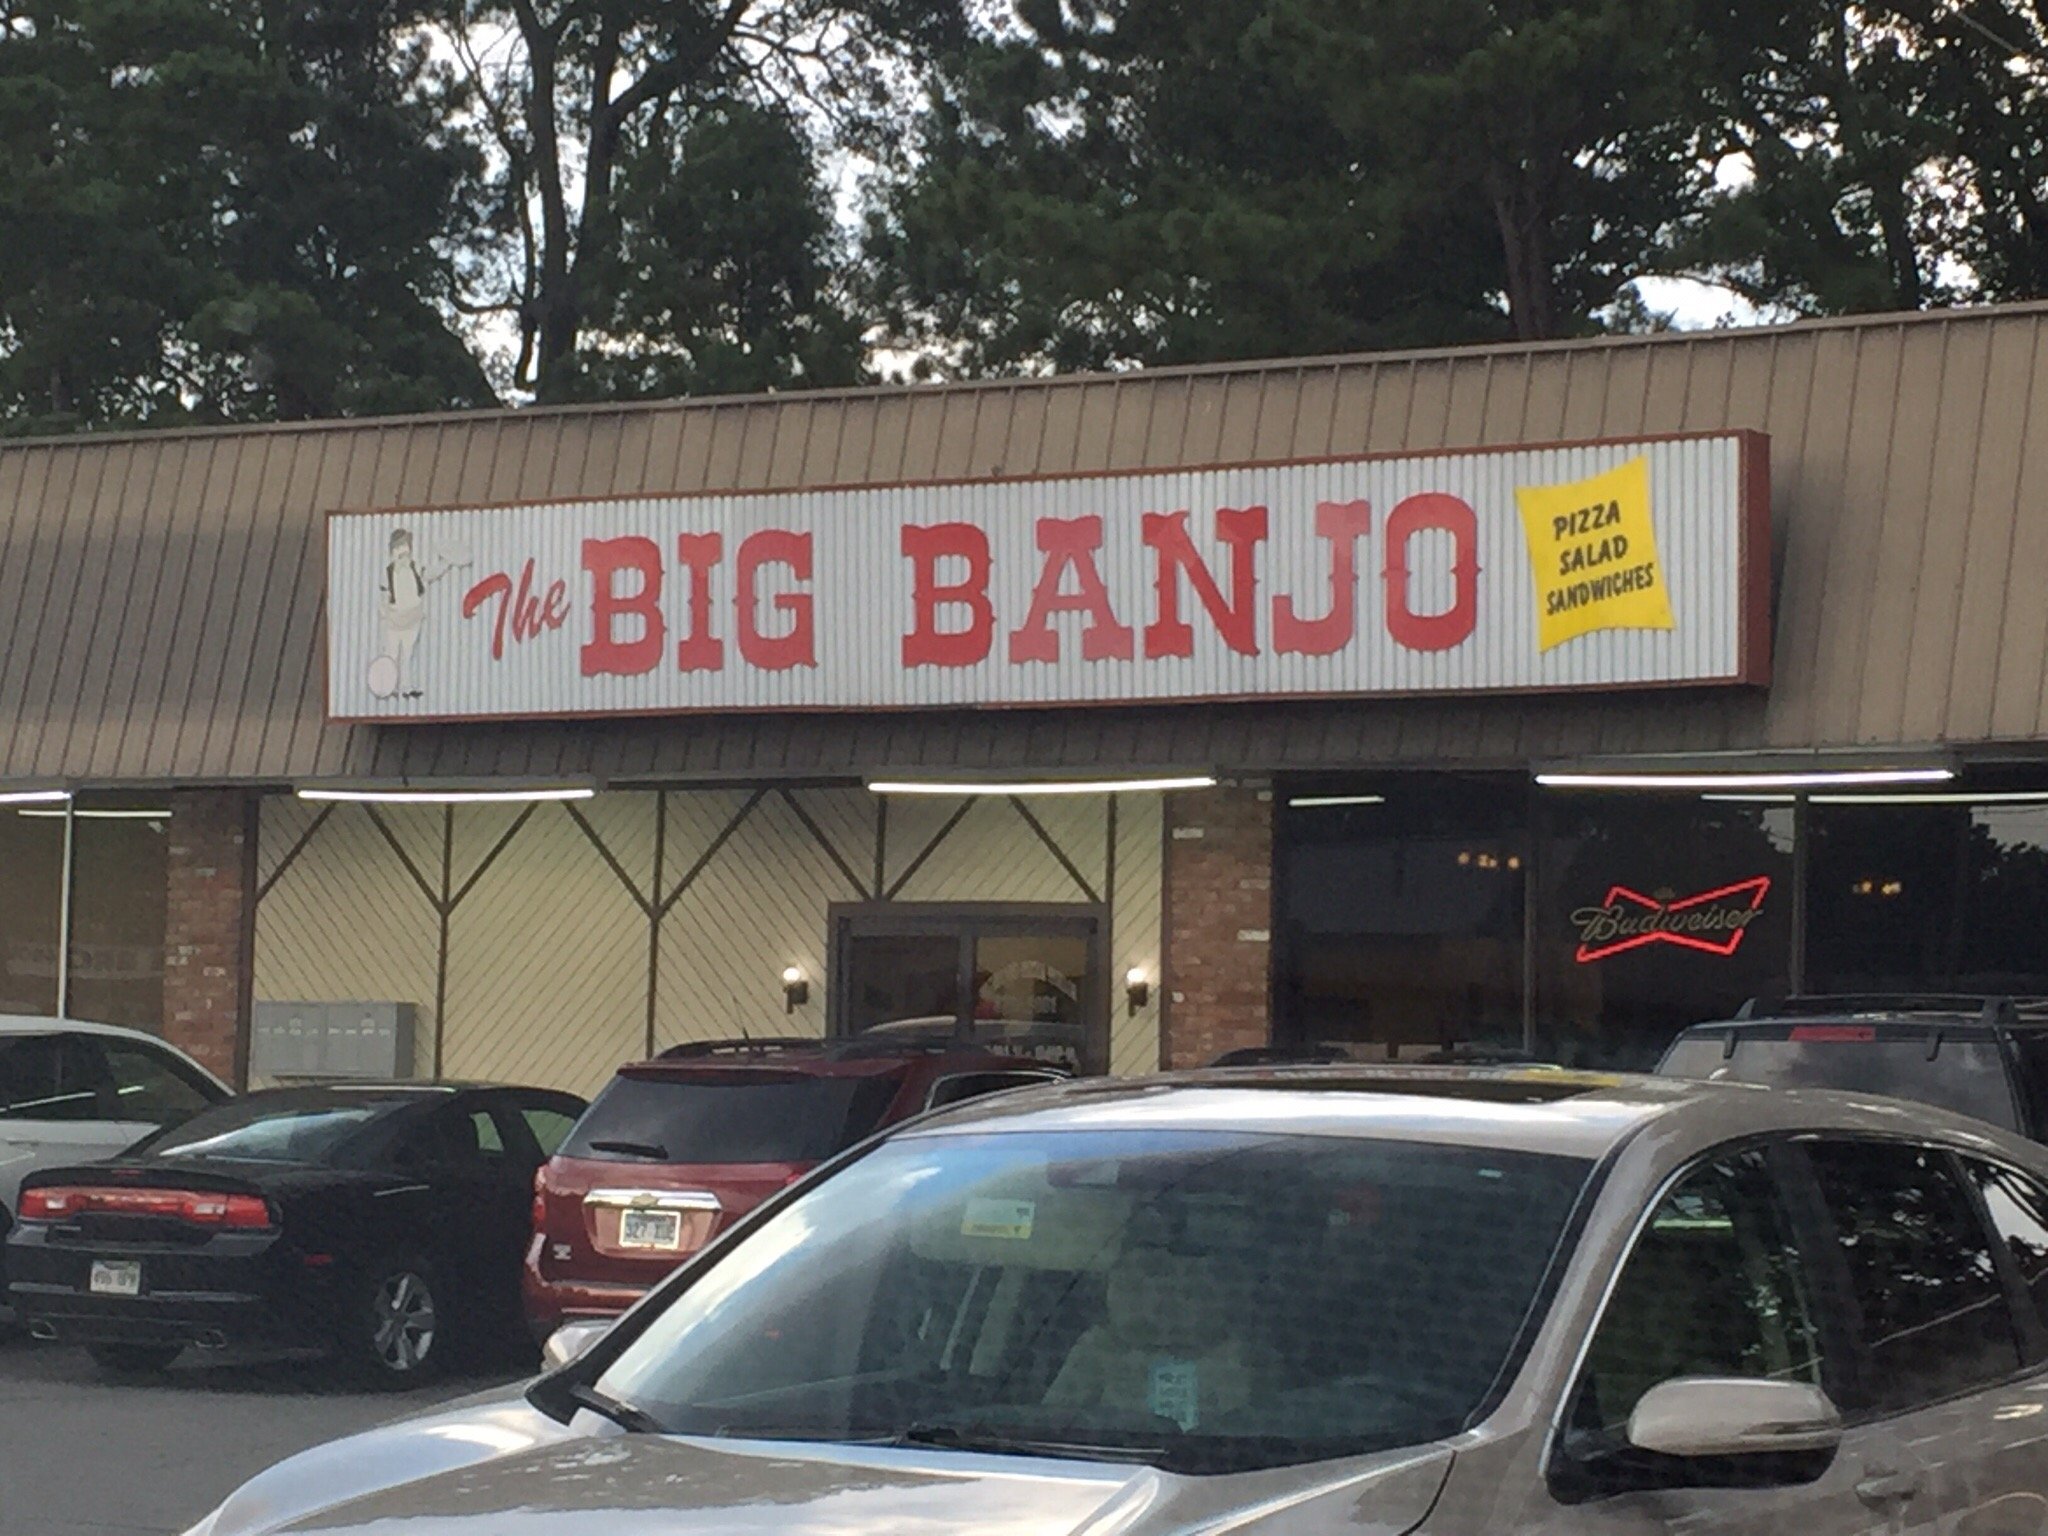 The BIG BANJO
PIZZA
SALAD
SANDWICHES
Budweiser